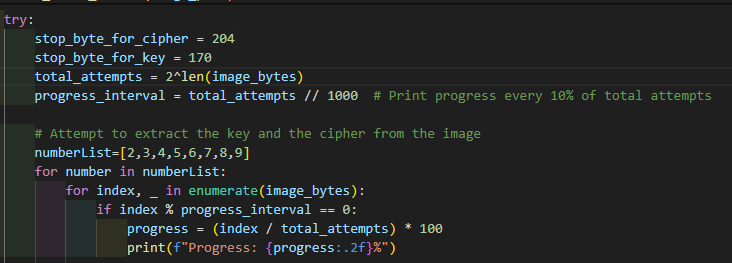 try:
stop_byte_for_cipher = 204
stop_byte_for_key = 170
total_attempts = 2^len(image_bytes)
progress_interval = total_attempts // 1000  # Print progress every 10% of total attempts
# Attempt to extract the key and the cipher from the image
numberList=[2,3,4,5,6,7,8,9]
for number in numberList:
for index, _ in enumerate(image_bytes):
if index % progress_interval == 0:
progress = (index / total_attempts) * 100
print(f"Progress: {progress:.2f}%")